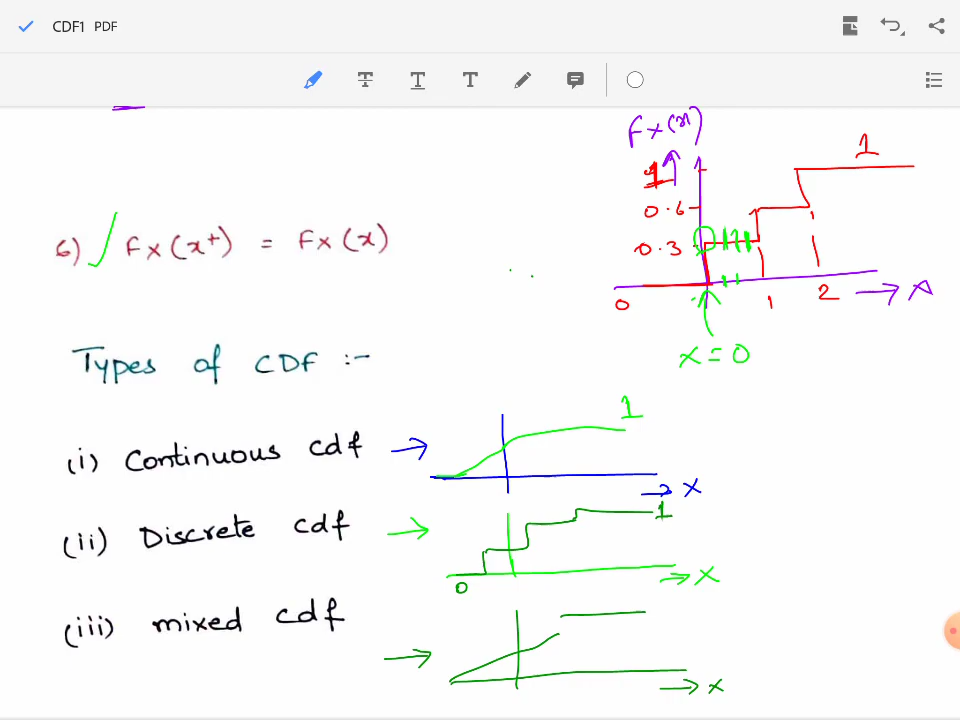 CDF1 PDF
Fx(x)
1
1
0.6
6) Fx(x+) = Fx(x)
0.3
0 1 2 → x
x = 0
Types of CDF :-
1
(i) Continuous cdf →
→ x
(ii) Discrete cdf → 1
0 → x
(iii) mixed cdf
→
→ x